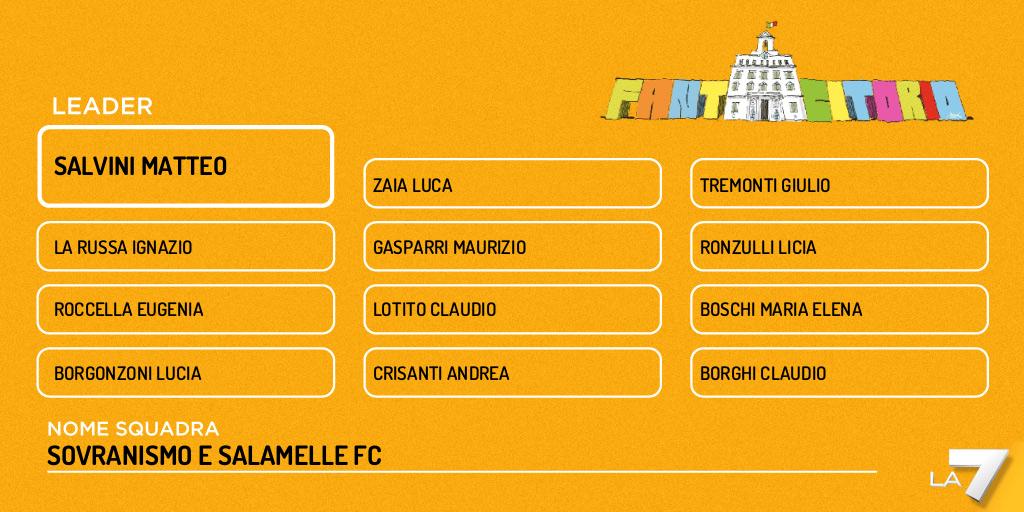 FANTACITORIO
LEADER
SALVINI MATTEO
ZAIA LUCA
TREMONTI GIULIO
LA RUSSA IGNAZIO
GASPARRI MAURIZIO
RONZULLI LICIA
ROCCELLA EUGENIA
LOTITO CLAUDIO
BOSCHI MARIA ELENA
BORGONZONI LUCIA
CRISANTI ANDREA
BORGHI CLAUDIO
NOME SQUADRA
SOVRANISMO E SALAMELLE FC
LA7